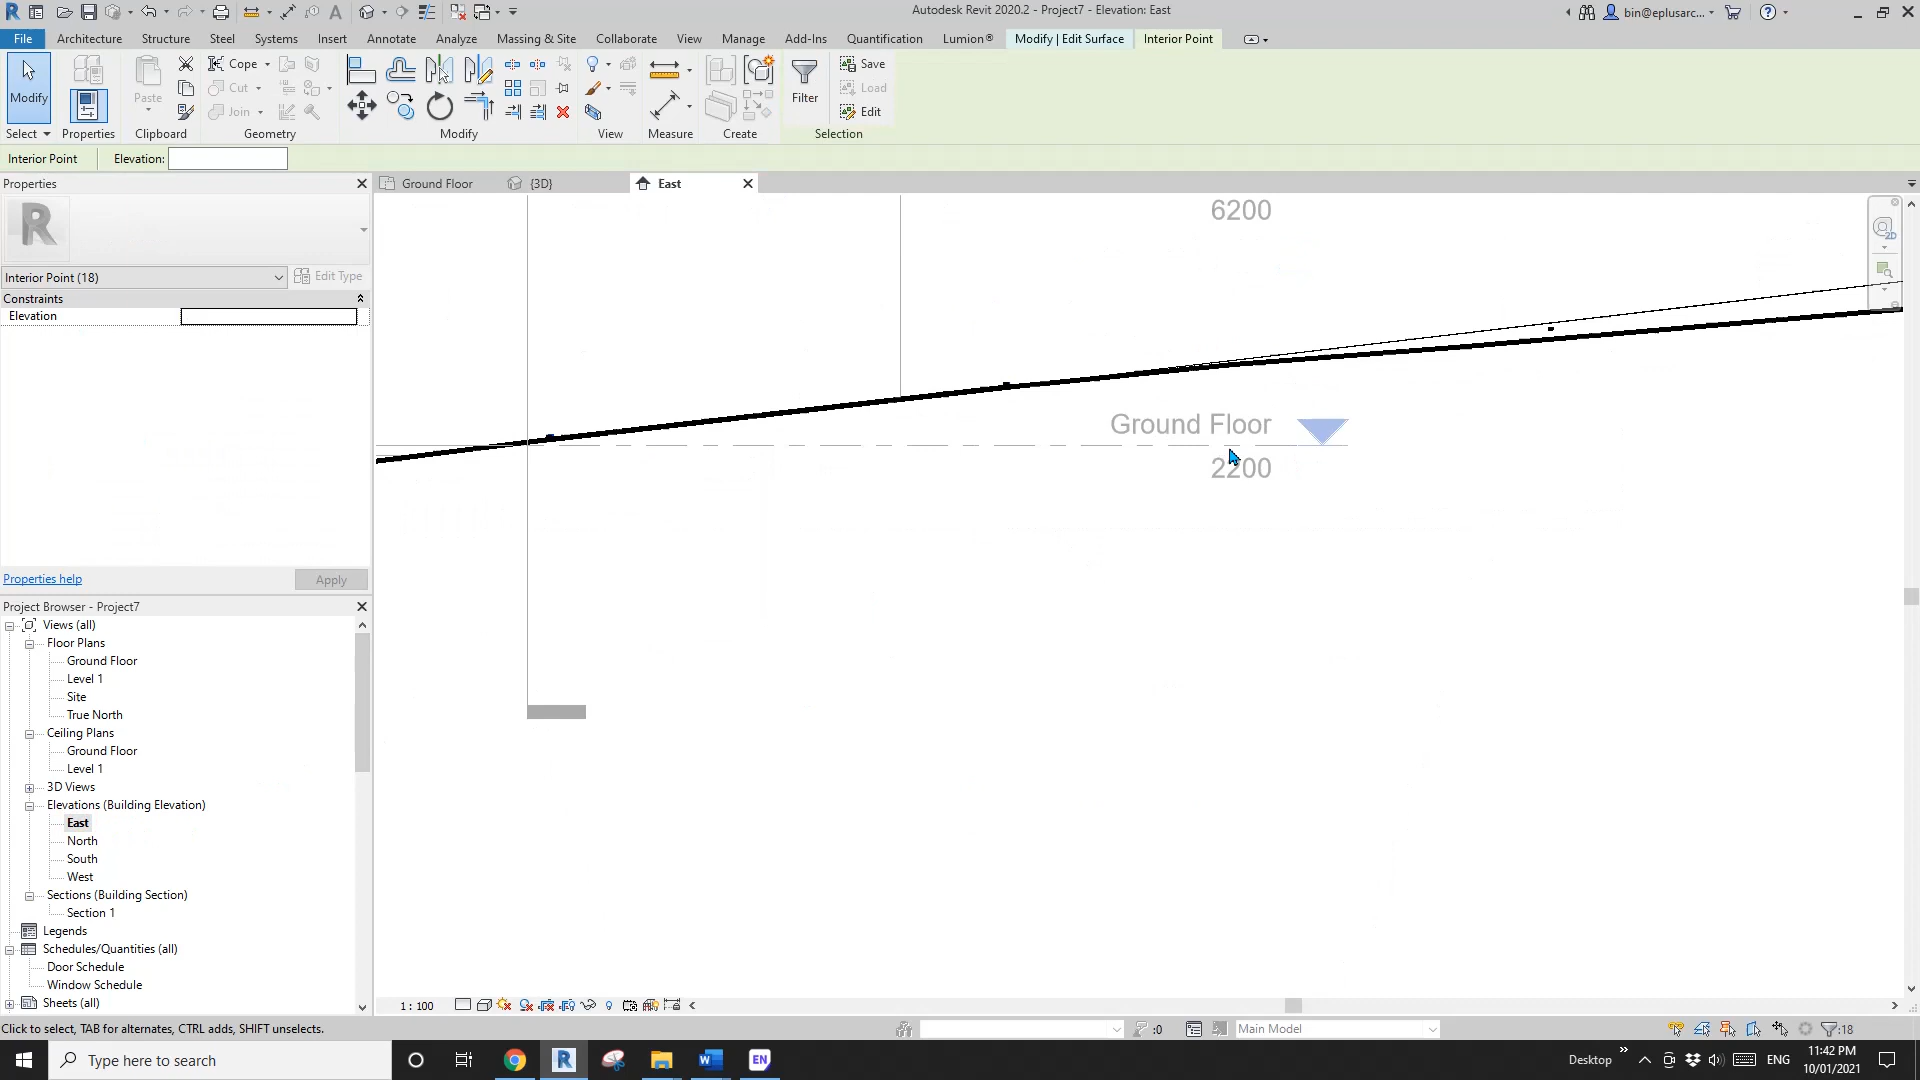 Autodesk Revit 2020.2 - Project7 - Elevation: East
bin@eplusarc...
File Architecture Structure Steel Systems Insert Annotate Analyze Massing & Site Collaborate View Manage Add-Ins Quantification Lumion® Modify | Edit Surface Interior Point
Modify
Select
Properties
Paste
Clipboard
Cope
Cut
Join
Geometry
Modify
View
Measure
Create
Filter
Save
Load
Edit
Selection
Interior Point Elevation:
Properties
Interior Point (18) Edit Type
Constraints
Elevation
Properties help Apply
Project Browser - Project7
Views (all)
Floor Plans
Ground Floor
Level 1
Site
True North
Ceiling Plans
Ground Floor
Level 1
3D Views
Elevations (Building Elevation)
East
North
South
West
Sections (Building Section)
Section 1
Legends
Schedules/Quantities (all)
Door Schedule
Window Schedule
Sheets (all)
Ground Floor {3D} East
6200
Ground Floor
2200
2D
1 : 100
Click to select, TAB for alternates, CTRL adds, SHIFT unselects.
:0 Main Model :18
Type here to search
Desktop ENG 11:42 PM
10/01/2021
EN